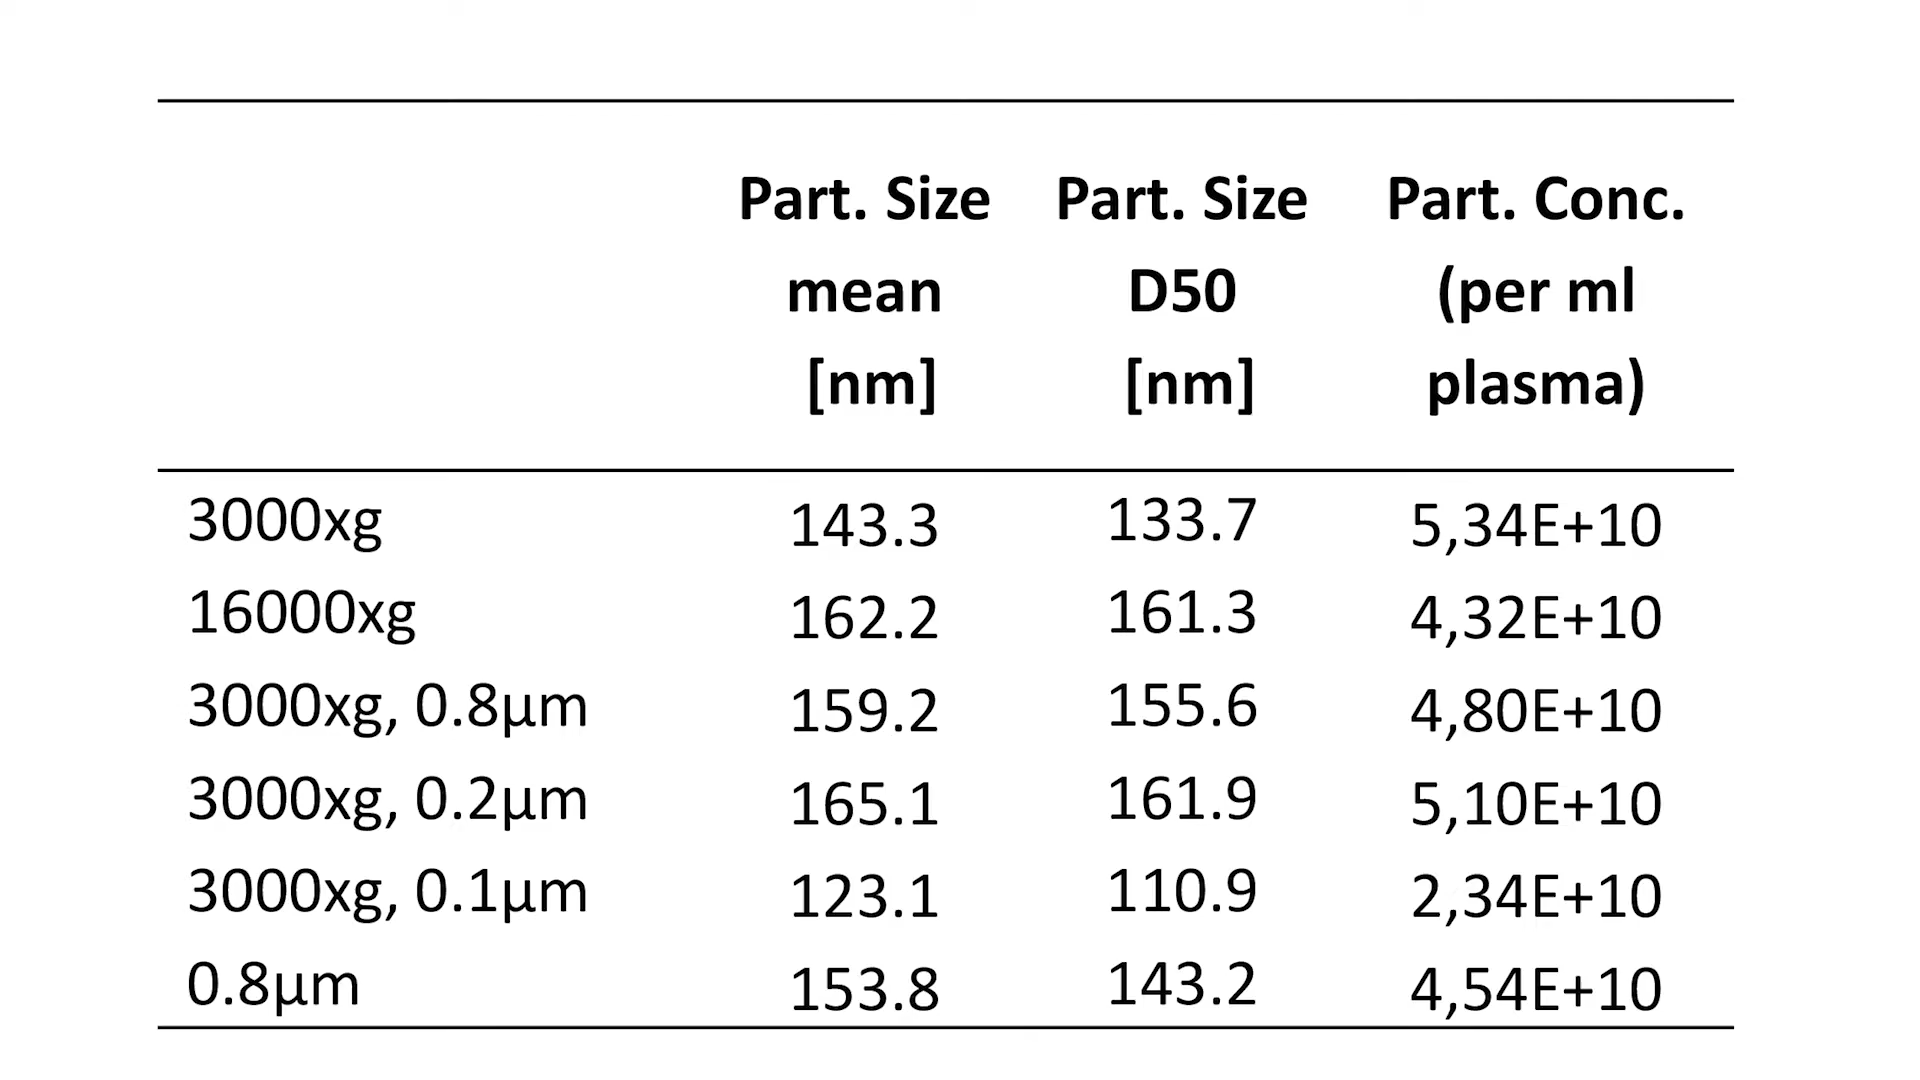 Part. Size Part. Size Part. Conc.
mean D50 (per ml
[nm] [nm] plasma)
3000xg 143.3 133.7 5,34E+10
16000xg 162.2 161.3 4,32E+10
3000xg, 0.8µm 159.2 155.6 4,80E+10
3000xg, 0.2µm 165.1 161.9 5,10E+10
3000xg, 0.1µm 123.1 110.9 2,34E+10
0.8µm 153.8 143.2 4,54E+10